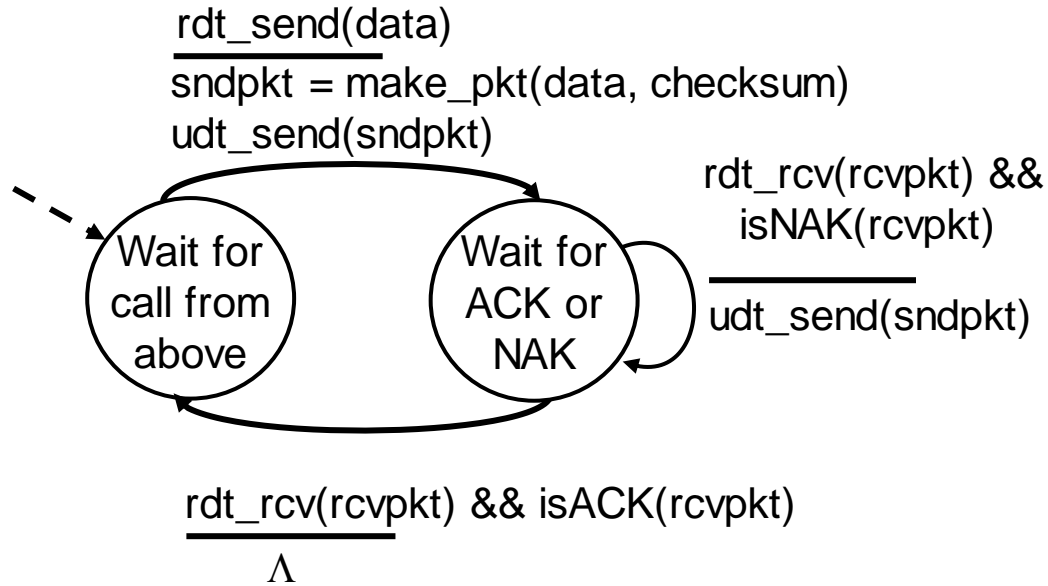 rdt_send(data)
sndpkt = make_pkt(data, checksum)
udt_send(sndpkt)
rdt_rcv(rcvpkt) &&
isNAK(rcvpkt)
udt_send(sndpkt)
Wait for
call from
above
Wait for
ACK or
NAK
rdt_rcv(rcvpkt) && isACK(rcvpkt)
Λ